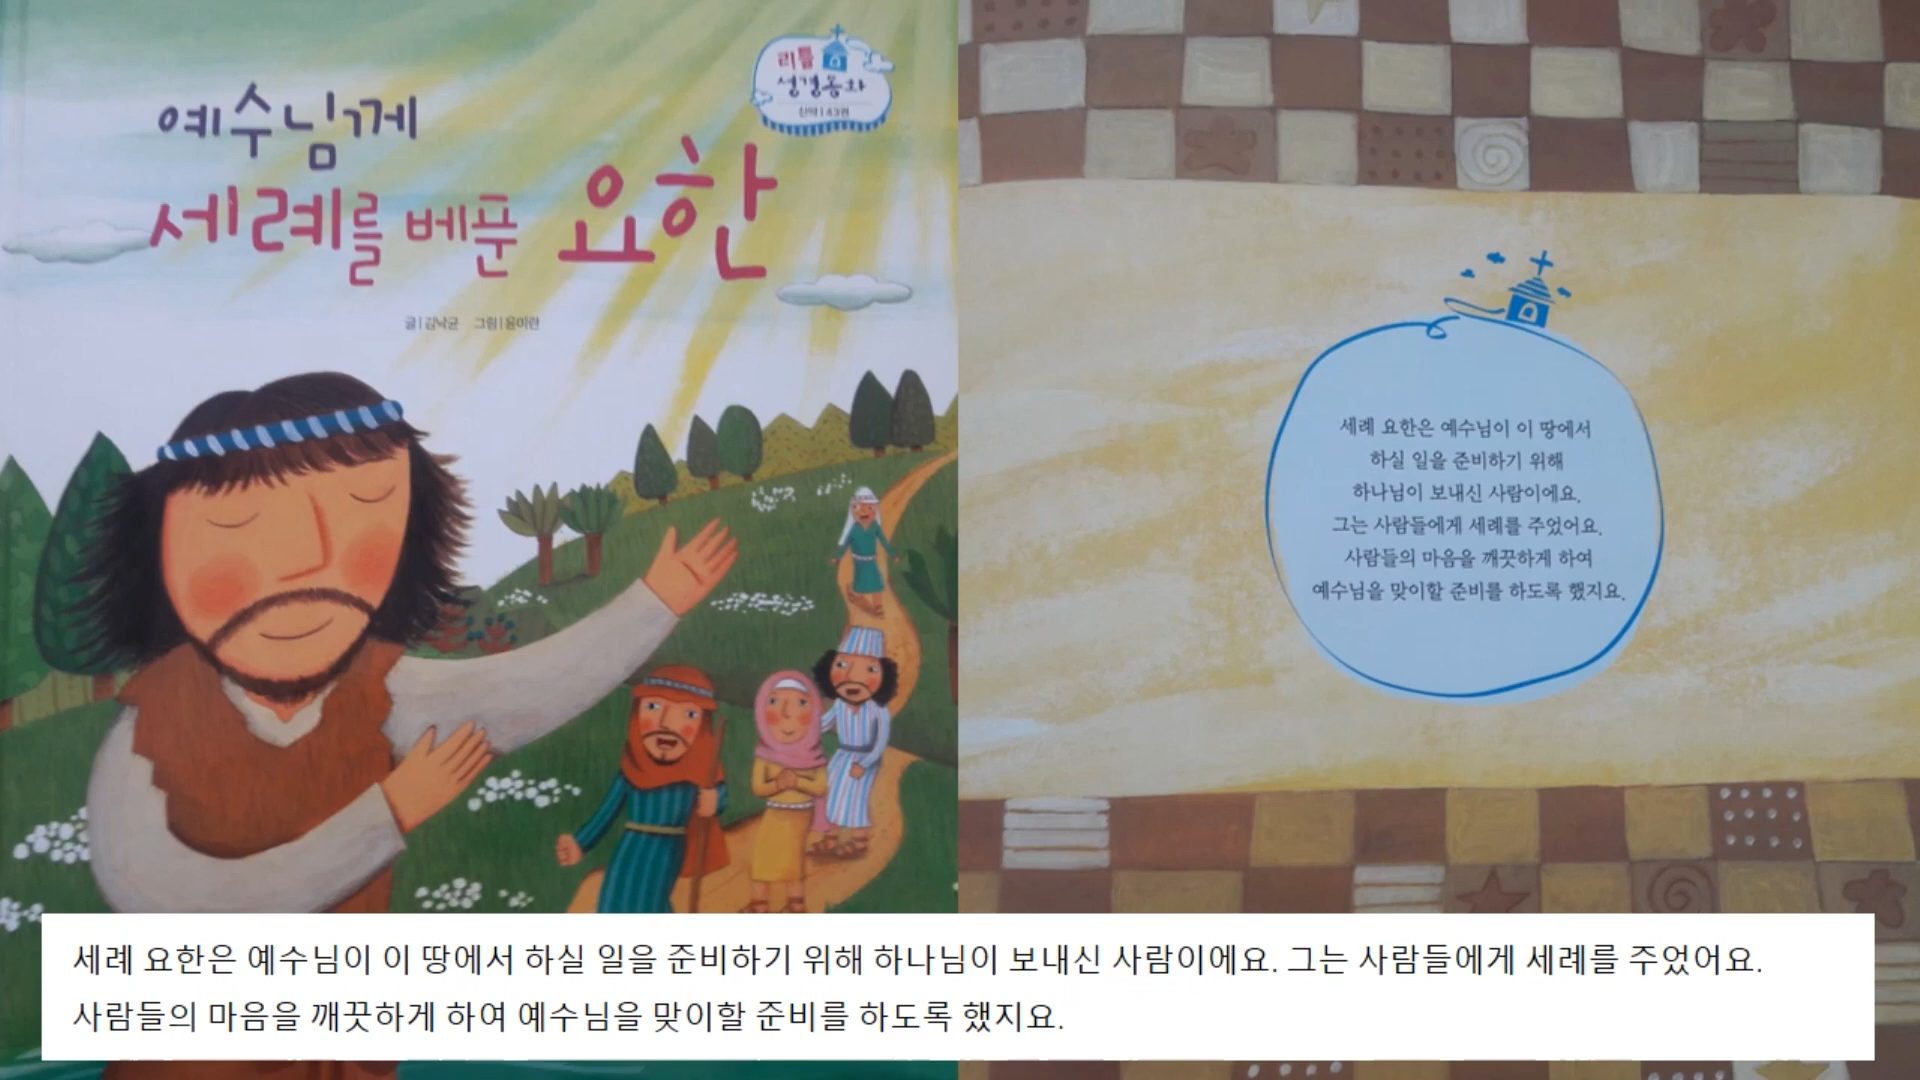 리틀
성경동화
신약 | 43권
예수님께
세례를 베푼 요한
글 | 김낙균 그림 | 윤미란
세례 요한은 예수님이 이 땅에서
하실 일을 준비하기 위해
하나님이 보내신 사람이에요.
그는 사람들에게 세례를 주었어요.
사람들의 마음을 깨끗하게 하여
예수님을 맞이할 준비를 하도록 했지요.
세례 요한은 예수님이 이 땅에서 하실 일을 준비하기 위해 하나님이 보내신 사람이에요. 그는 사람들에게 세례를 주었어요.
사람들의 마음을 깨끗하게 하여 예수님을 맞이할 준비를 하도록 했지요.